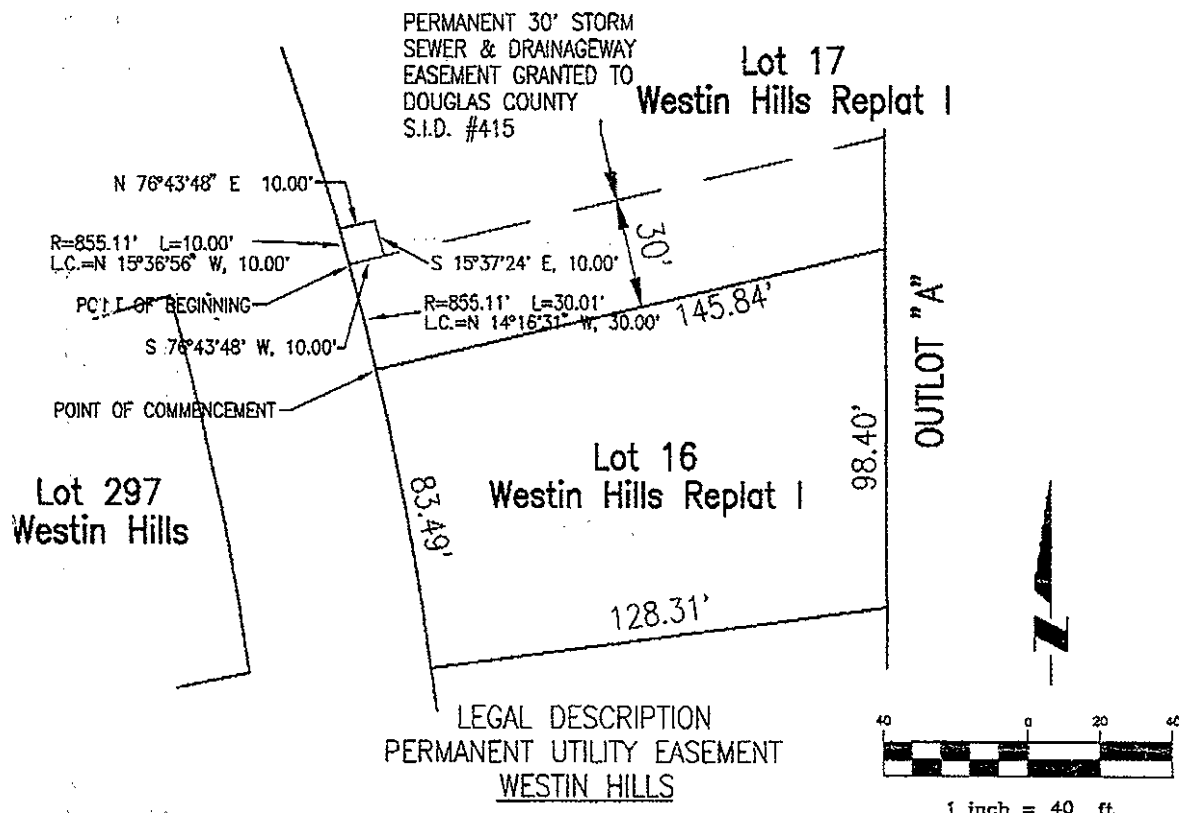 PERMANENT 30' STORM
SEWER & DRAINAGEWAY
EASEMENT GRANTED TO
DOUGLAS COUNTY
S.I.D. #415
Lot 17
Westin Hills Replat I
N 76°43'48" E 10.00'
R=855.11' L=10.00'
L.C.=N 15°36'56" W, 10.00'
S 15°37'24' E, 10.00'
30'
OF BEGINNING
R=855.11' L=30.01'
L.C.=N 14°16'31" W, 30.00'
145.84'
S 76°43'48' W, 10.00'
POINT OF COMMENCEMENT
OUTLOT "A"
98.40'
Lot 16
Westin Hills Replat I
83.49'
Lot 297
Westin Hills
128.31'
LEGAL DESCRIPTION
PERMANENT UTILITY EASEMENT
WESTIN HILLS
40 0 20 40
1 inch = 40 ft